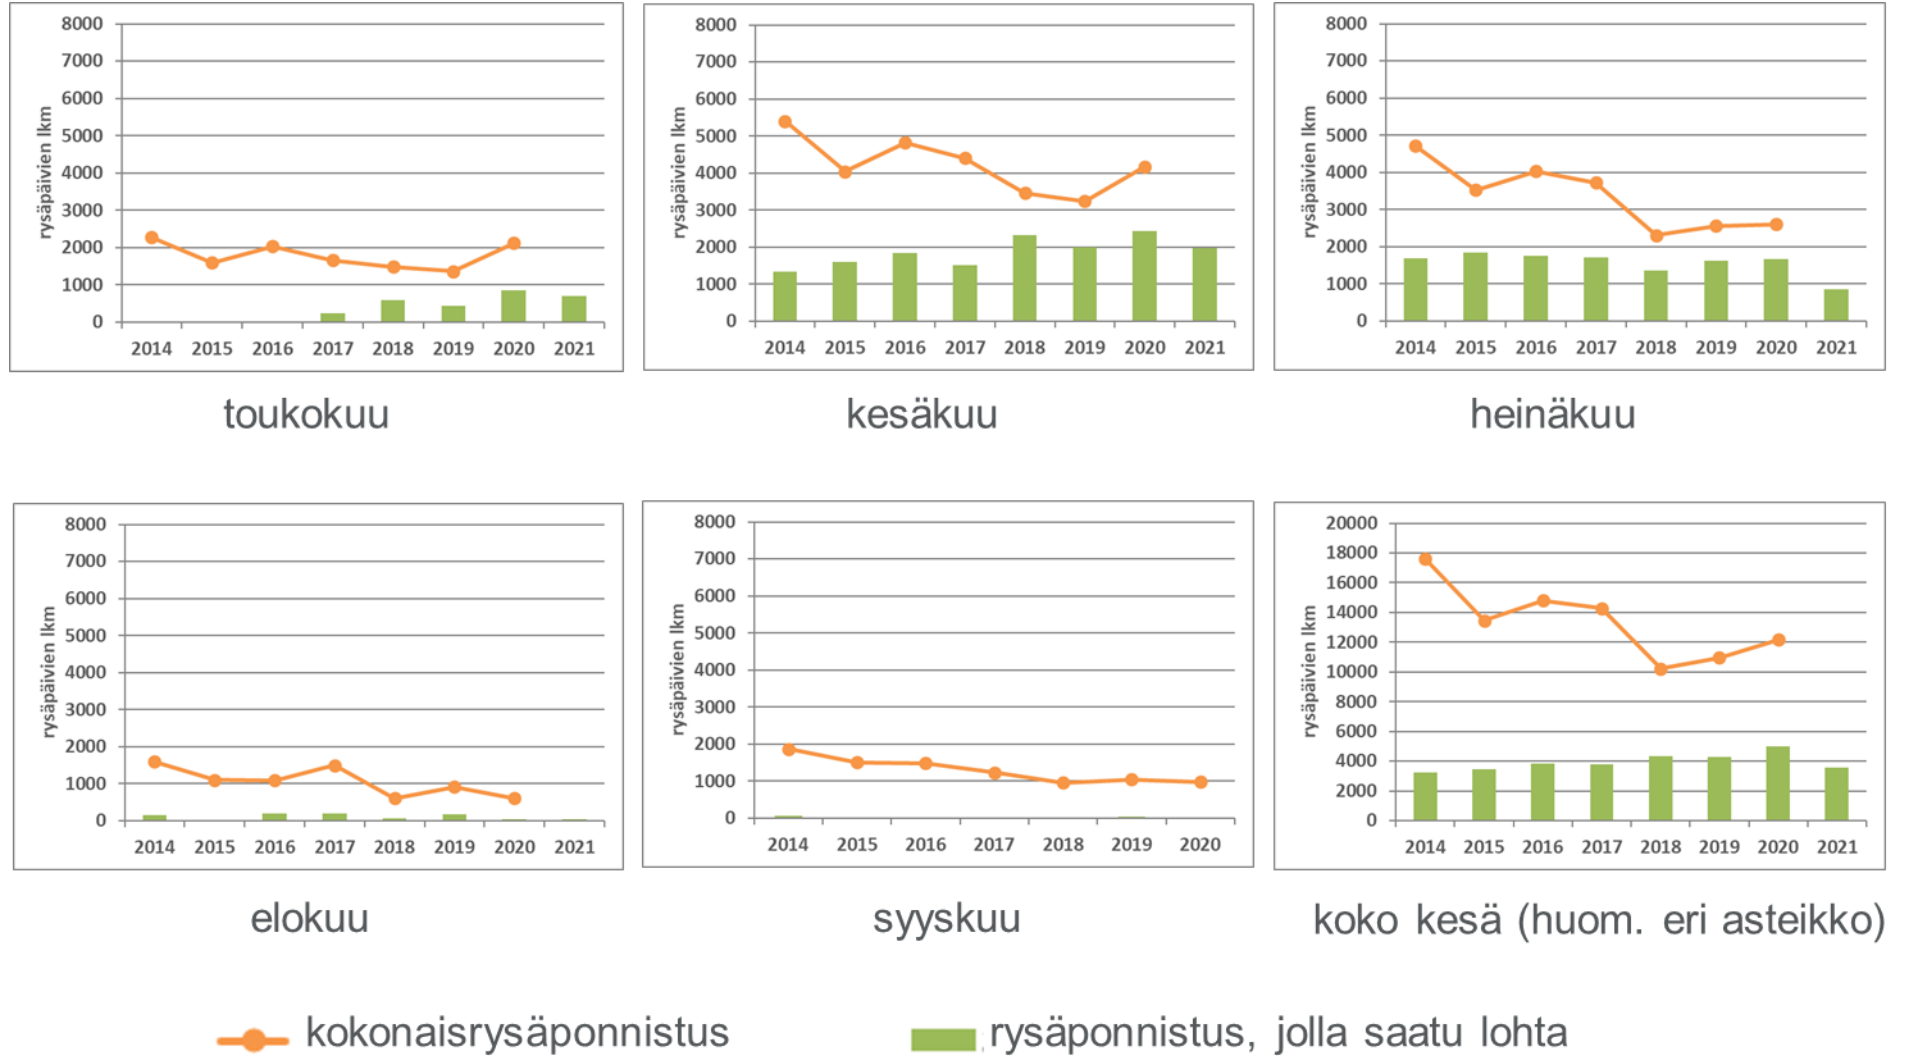 8000
7000
6000
5000
4000
3000
2000
1000
0
rysäpäivien lkm
2014 2015 2016 2017 2018 2019 2020 2021
toukokuu
8000
7000
6000
5000
4000
3000
2000
1000
0
rysäpäivien lkm
2014 2015 2016 2017 2018 2019 2020 2021
kesäkuu
8000
7000
6000
5000
4000
3000
2000
1000
0
rysäpäivien lkm
2014 2015 2016 2017 2018 2019 2020 2021
heinäkuu
8000
7000
6000
5000
4000
3000
2000
1000
0
rysäpäivien lkm
2014 2015 2016 2017 2018 2019 2020 2021
elokuu
8000
7000
6000
5000
4000
3000
2000
1000
0
rysäpäivien lkm
2014 2015 2016 2017 2018 2019 2020
syyskuu
20000
18000
16000
14000
12000
10000
8000
6000
4000
2000
0
rysäpäivien lkm
2014 2015 2016 2017 2018 2019 2020 2021
koko kesä (huom. eri asteikko)
kokonaisrysäponnistus
rysäponnistus, jolla saatu lohta